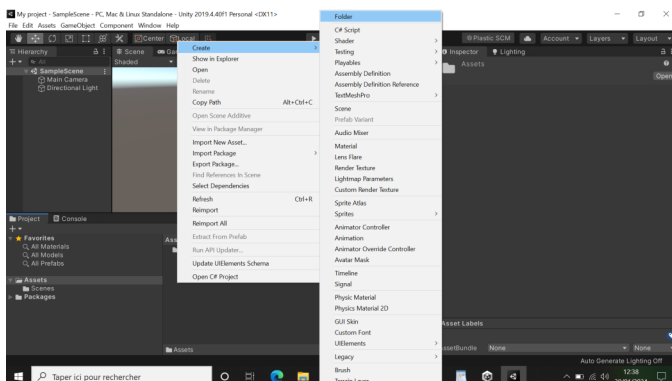 My project - SampleScene - PC, Mac & Linux Standalone - Unity 2019.4.40f1 Personal <DX11>
File Edit Assets GameObject Component Window Help
Center Local
Plastic SCM Account Layers Layout
Hierarchy
All
SampleScene
Main Camera
Directional Light
Scene
Shaded
Create
Show in Explorer
Open
Delete
Rename
Copy Path Alt+Ctrl+C
Open Scene Additive
View in Package Manager
Import New Asset...
Import Package
Export Package...
Find References In Scene
Select Dependencies
Refresh Ctrl+R
Reimport
Reimport All
Extract From Prefab
Run API Updater...
Update UIElements Schema
Open C# Project
Folder
C# Script
Shader
Testing
Playables
Assembly Definition
Assembly Definition Reference
TextMeshPro
Scene
Prefab Variant
Audio Mixer
Material
Lens Flare
Render Texture
Lightmap Parameters
Custom Render Texture
Sprite Atlas
Sprites
Animator Controller
Animation
Animator Override Controller
Avatar Mask
Timeline
Signal
Physic Material
Physics Material 2D
GUI Skin
Custom Font
UIElements
Legacy
Brush
Terrain Layer
Inspector Lighting
Assets
Open
Project Console
Favorites
All Materials
All Models
All Prefabs
Assets
Scenes
Packages
Ass
Assets
Asset Labels
AssetBundle None None
Auto Generate Lighting Off
Taper ici pour rechercher
12:38